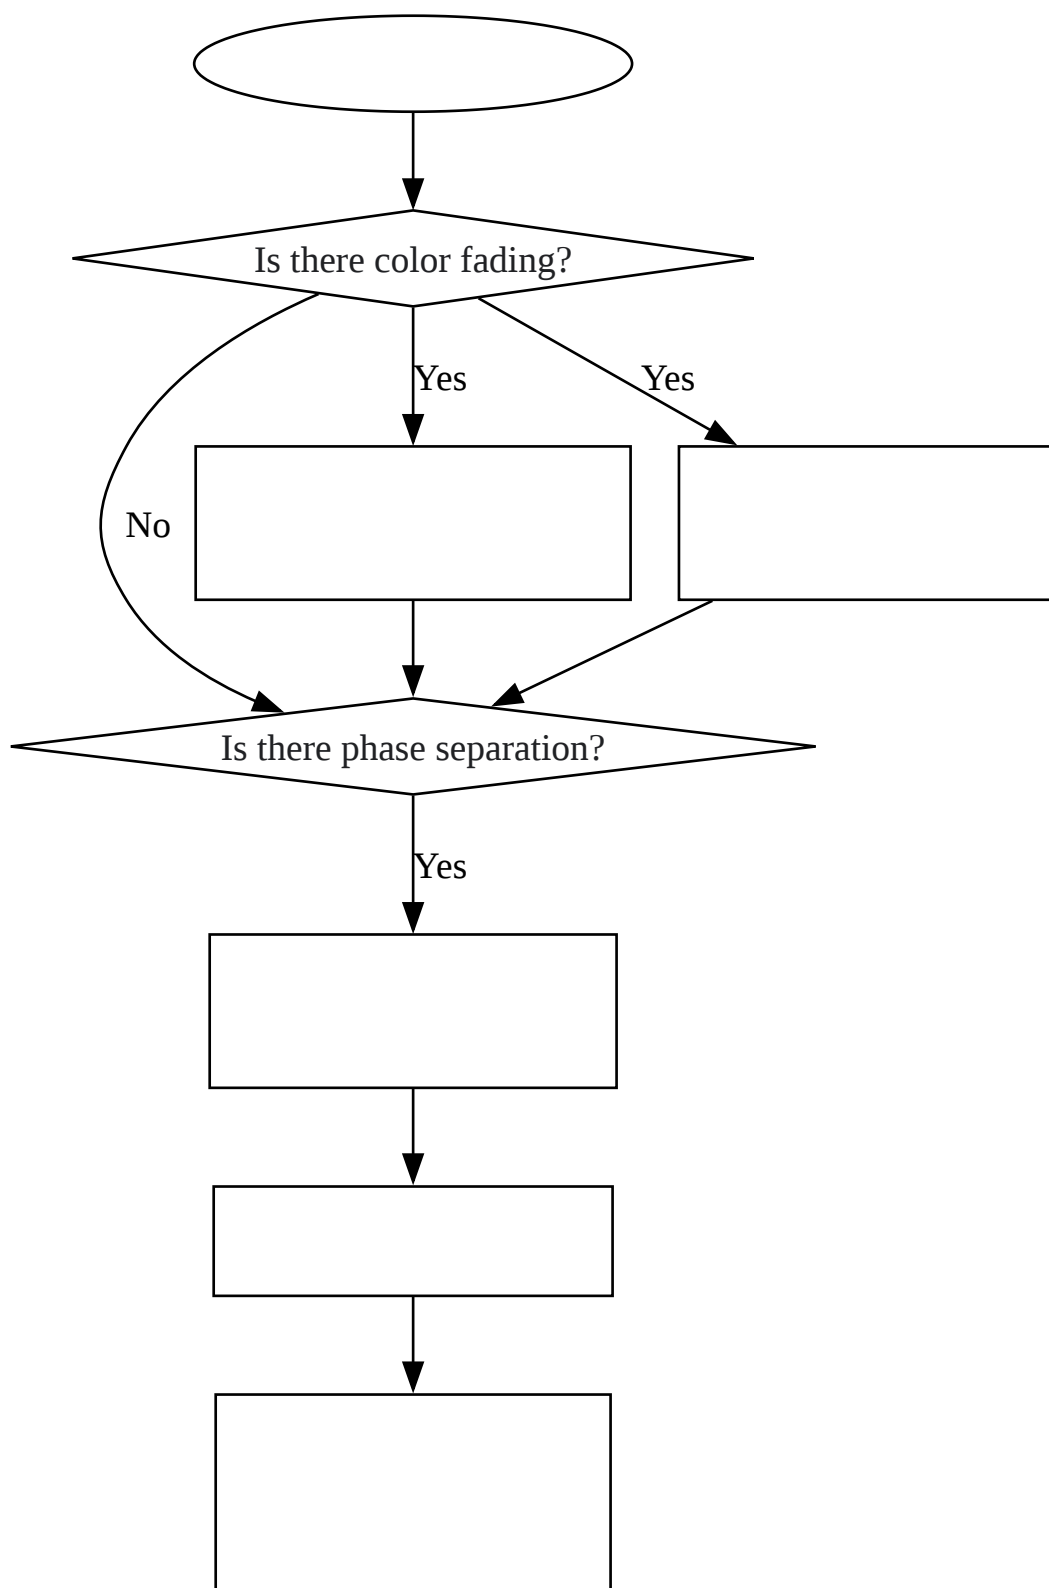 Is there color fading?
Yes
Yes
No
Is there phase separation?
Yes